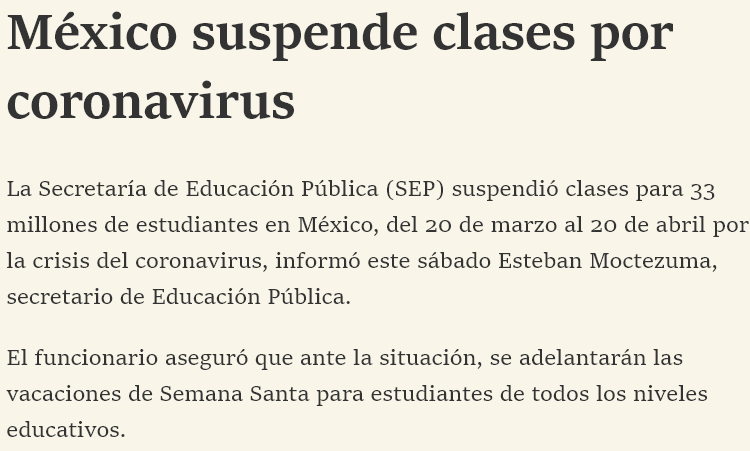 México suspende clases por
coronavirus
La Secretaría de Educación Pública (SEP) suspendió clases para 33
millones de estudiantes en México, del 20 de marzo al 20 de abril por
la crisis del coronavirus, informó este sábado Esteban Moctezuma,
secretario de Educación Pública.
El funcionario aseguró que ante la situación, se adelantarán las
vacaciones de Semana Santa para estudiantes de todos los niveles
educativos.